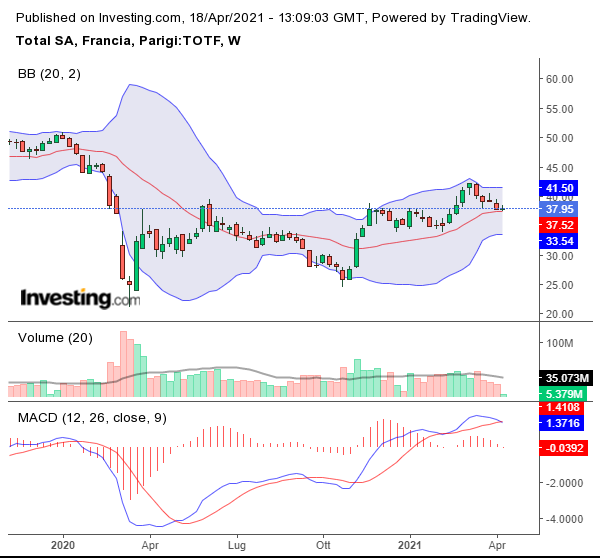 Published on Investing.com, 18/Apr/2021 - 13:09:03 GMT, Powered by TradingView.
Total SA, Francia, Parigi:TOTF, W
BB (20, 2)
60.00
55.00
50.00
45.00
41.50
40.00
37.95
37.52
33.54
30.00
25.00
20.00
Investing.com
Volume (20)
100M
35.073M
5.379M
MACD (12, 26, close, 9)
1.4108
1.3716
-0.0392
-2.0000
-4.0000
2020
Apr
Lug
Ott
2021
Apr